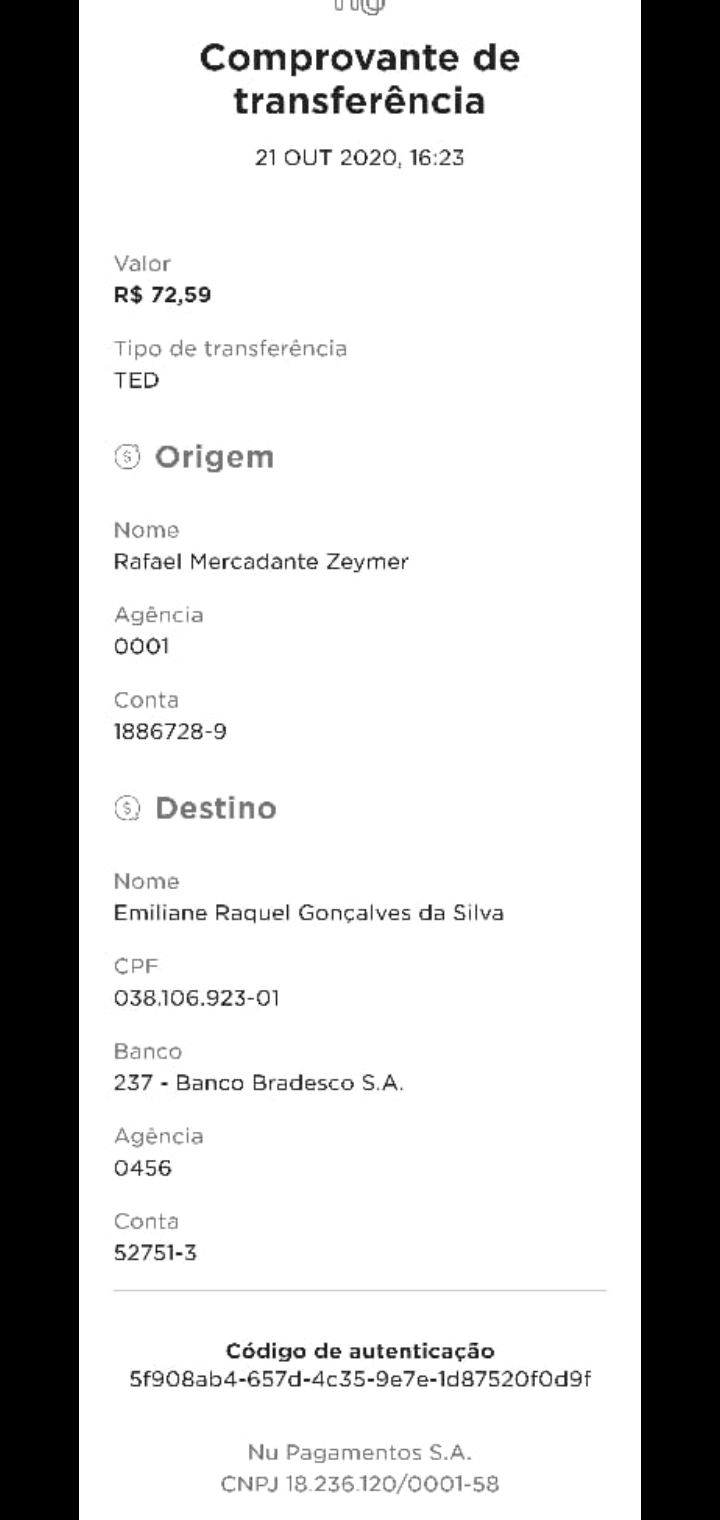 Comprovante de
transferência
21 OUT 2020, 16:23
Valor
R$ 72,59
Tipo de transferência
TED
Origem
Nome
Rafael Mercadante Zeymer
Agência
0001
Conta
1886728-9
Destino
Nome
Emiliane Raquel Gonçalves da Silva
CPF
038.106.923-01
Banco
237 - Banco Bradesco S.A.
Agência
0456
Conta
52751-3
Código de autenticação
5f908ab4-657d-4c35-9e7e-1d87520f0d9f
Nu Pagamentos S.A.
CNPJ 18.236.120/0001-58